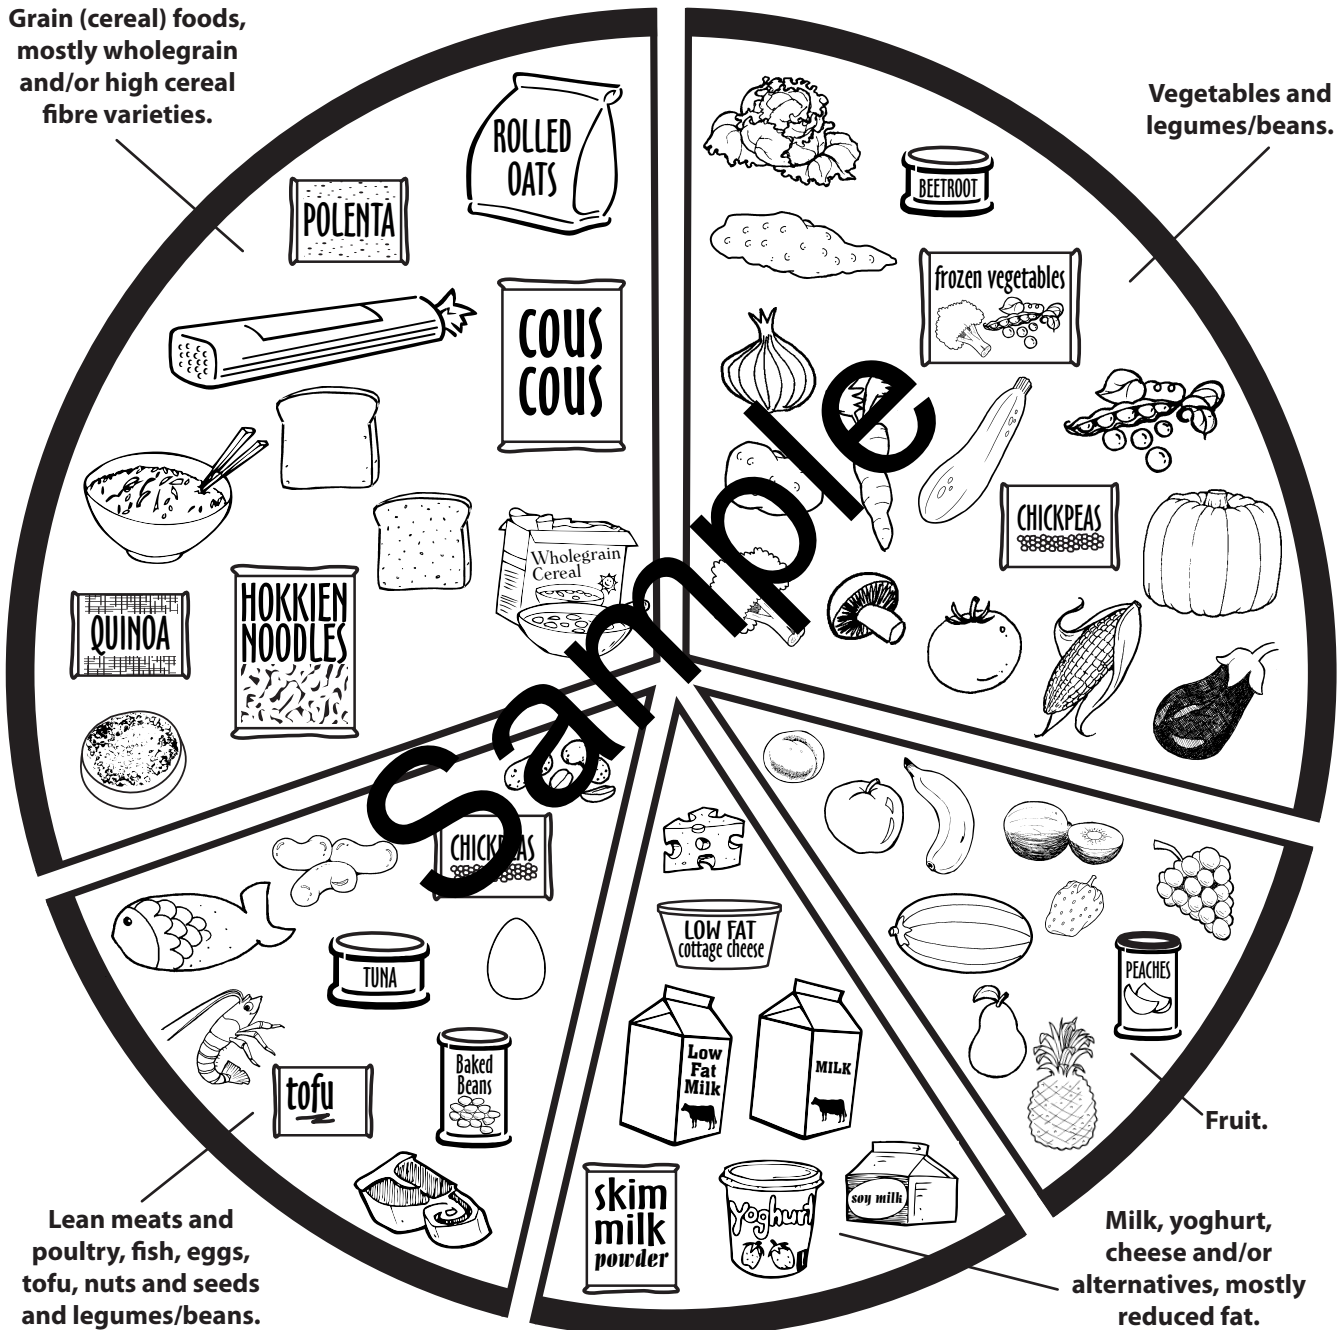 Grain (cereal) foods,
mostly wholegrain
and/or high cereal
fibre varieties.
Vegetables and
legumes/beans.
ROLLED
OATS
POLENTA
BEETROOT
frozen vegetables
COUS
COUS
CHICKPEAS
Wholegrain
Cereal
HOKKIEN
NOODLES
QUINOA
Sample
CHICKPEAS
LOW FAT
cottage cheese
TUNA
PEACHES
Low
Fat
Milk
MILK
Baked
Beans
tofu
Fruit.
skim
milk
powder
Yoghurt
soy milk
Lean meats and
poultry, fish, eggs,
tofu, nuts and seeds
and legumes/beans.
Milk, yoghurt,
cheese and/or
alternatives, mostly
reduced fat.